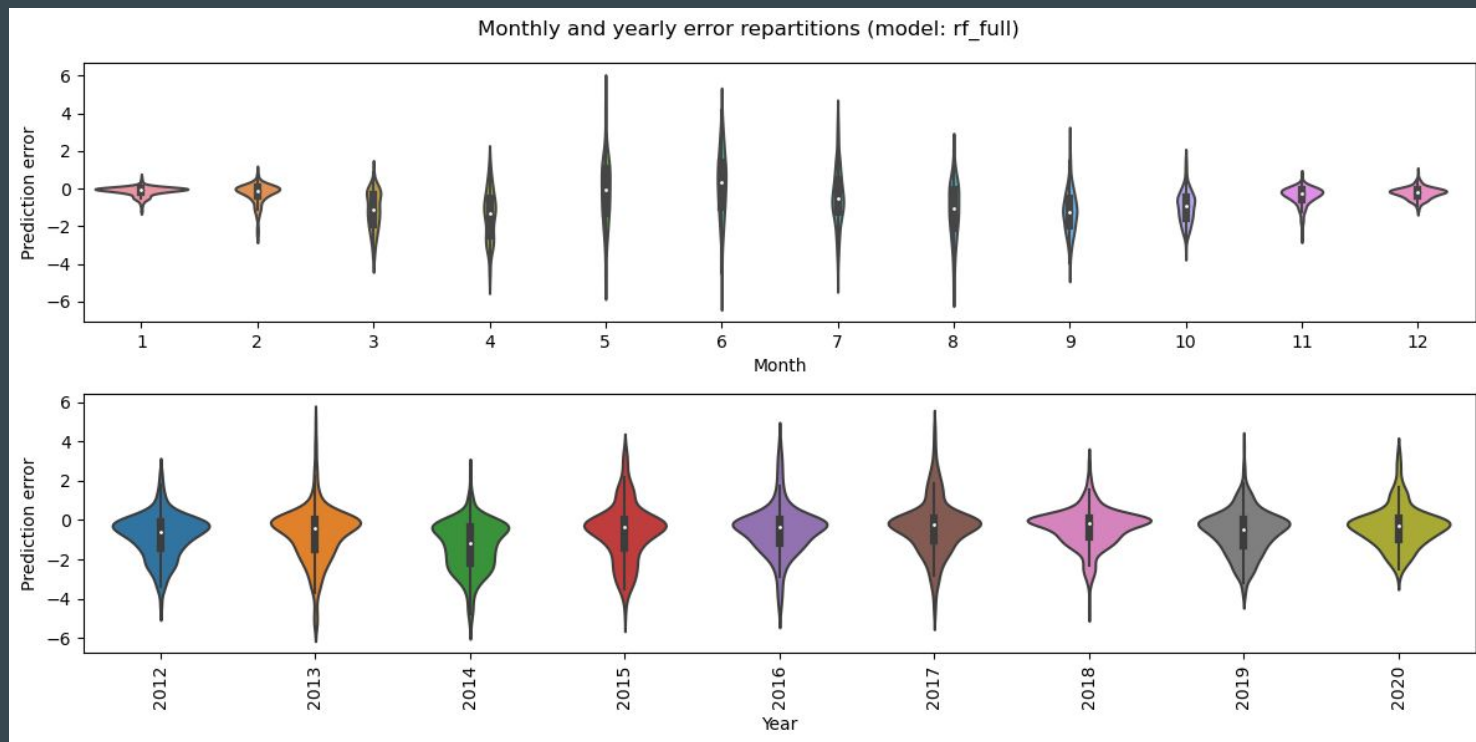 Monthly and yearly error repartitions (model: rf_full)
Prediction error
6
4
2
0
−2
−4
−6
1 2 3 4 5 6 7 8 9 10 11 12
Month
Prediction error
6
4
2
0
−2
−4
−6
2012 2013 2014 2015 2016 2017 2018 2019 2020
Year